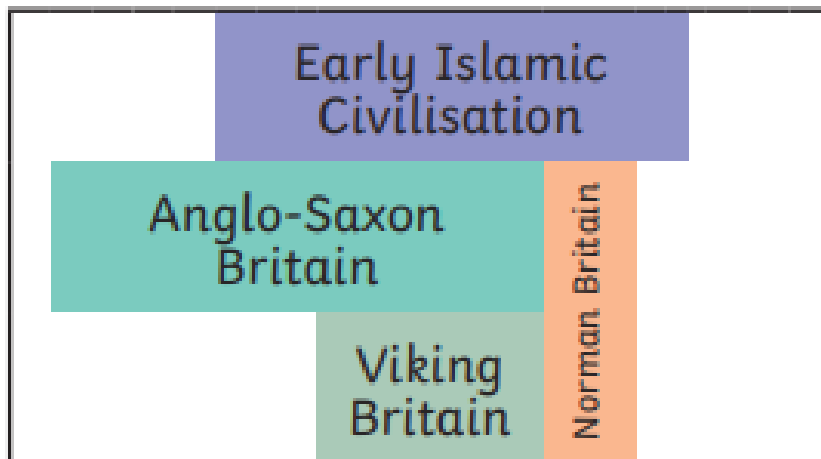 Early Islamic
Civilisation
Anglo-Saxon
Britain
Norman Britain
Viking
Britain